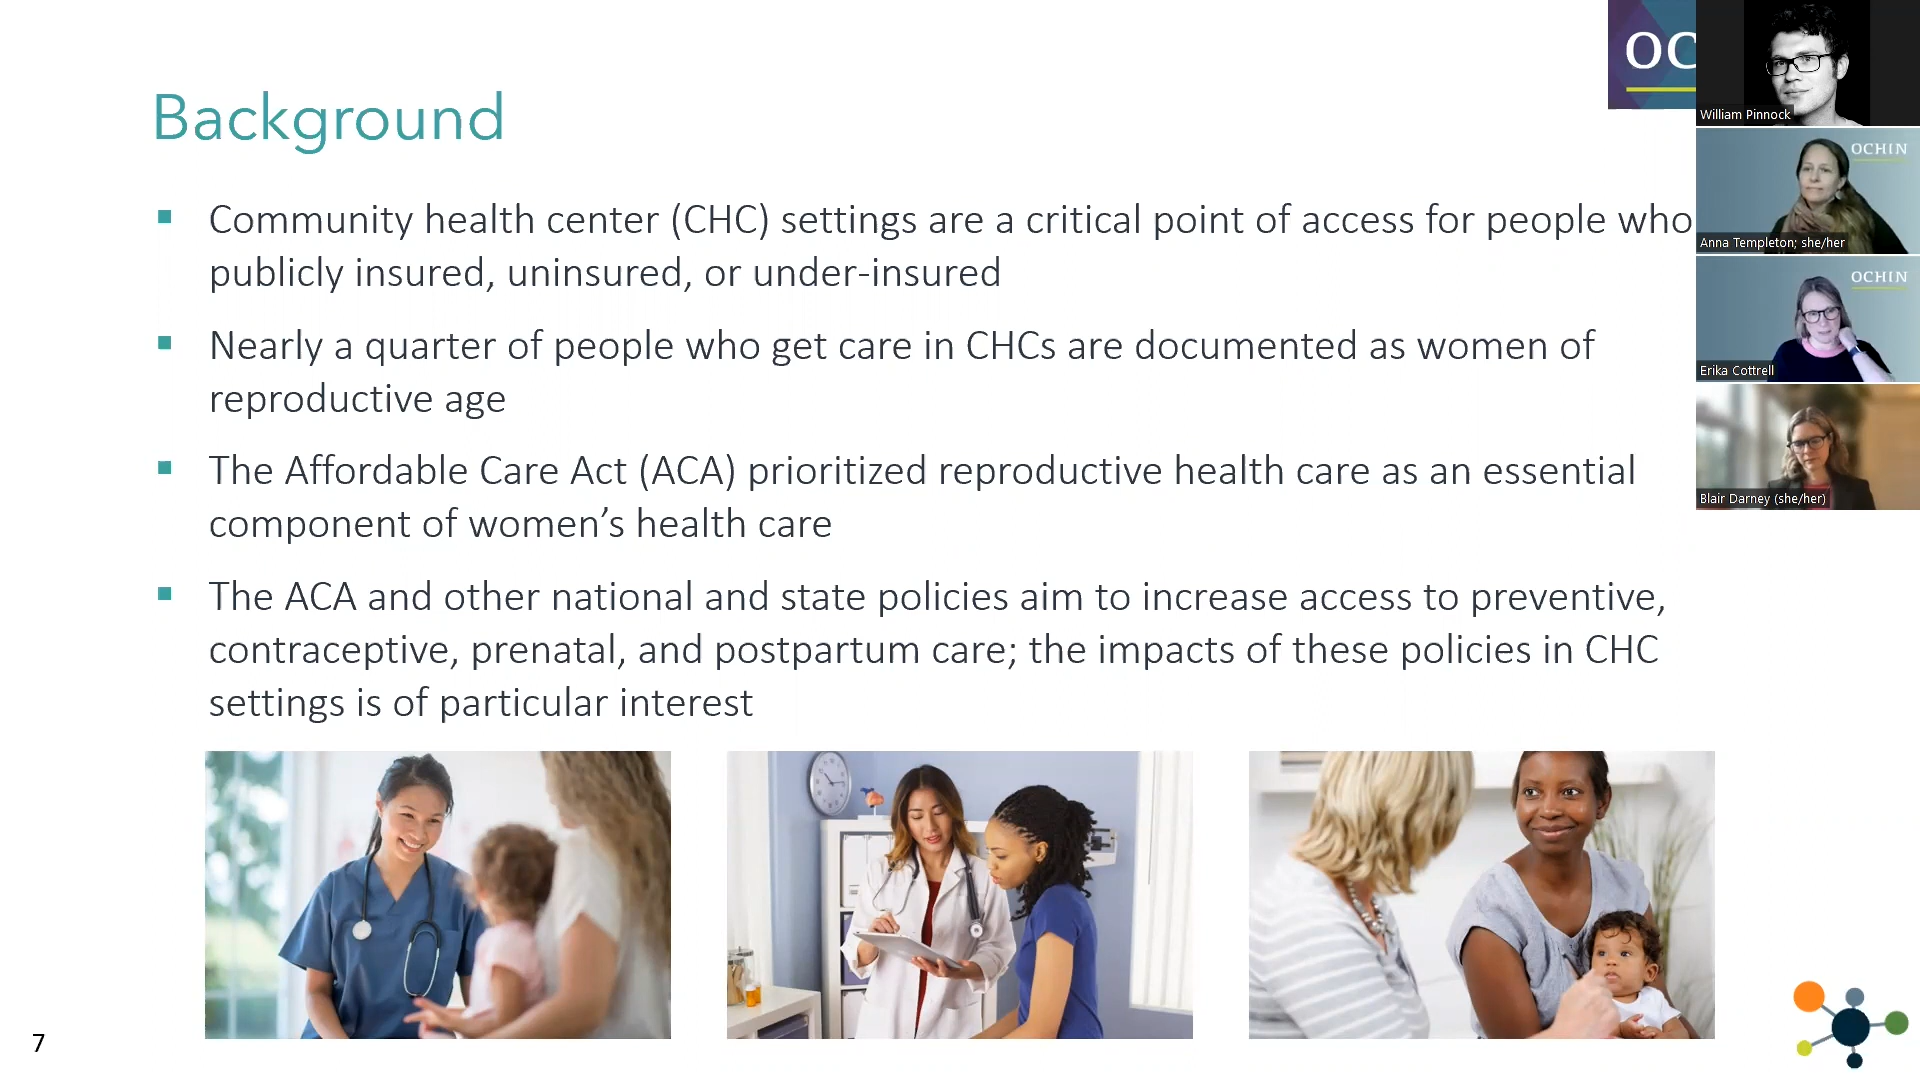 Background
Community health center (CHC) settings are a critical point of access for people who
publicly insured, uninsured, or under-insured
Nearly a quarter of people who get care in CHCs are documented as women of
reproductive age
The Affordable Care Act (ACA) prioritized reproductive health care as an essential
component of women’s health care
The ACA and other national and state policies aim to increase access to preventive,
contraceptive, prenatal, and postpartum care; the impacts of these policies in CHC
settings is of particular interest
7
OC
William Pinnock
OCHIN
Anna Templeton; she/her
OCHIN
Erika Cottrell
Blair Darney (she/her)